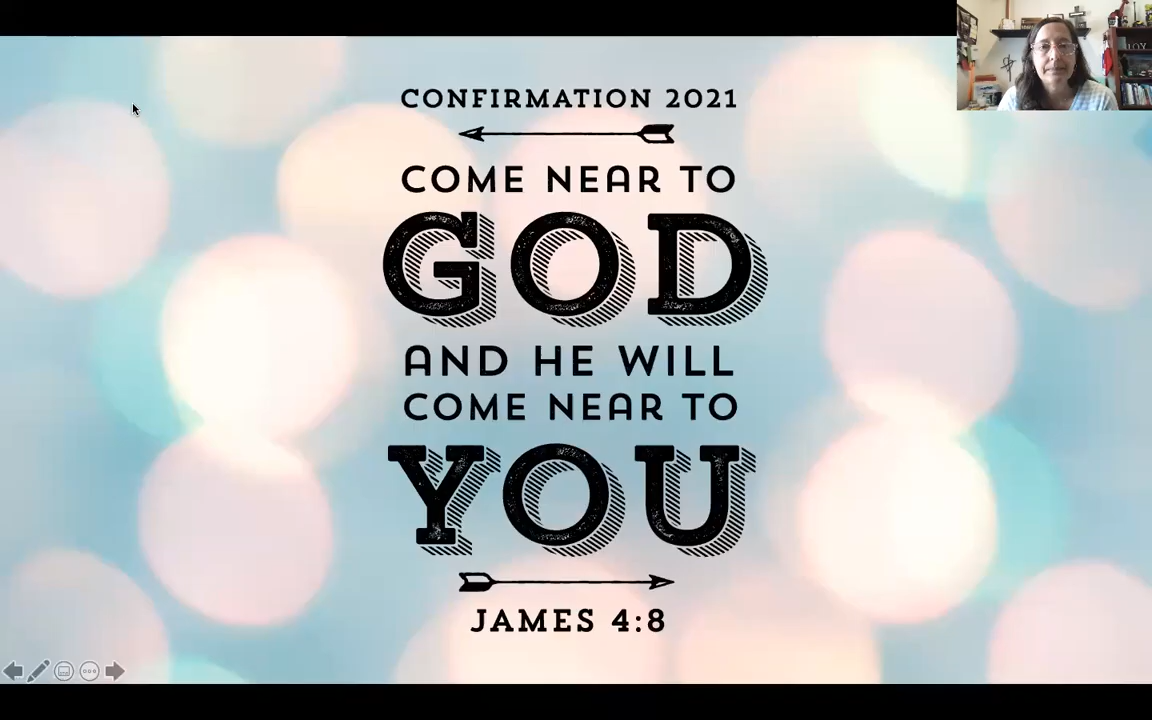 CONFIRMATION 2021
COME NEAR TO
GOD
AND HE WILL
COME NEAR TO
YOU
JAMES 4:8